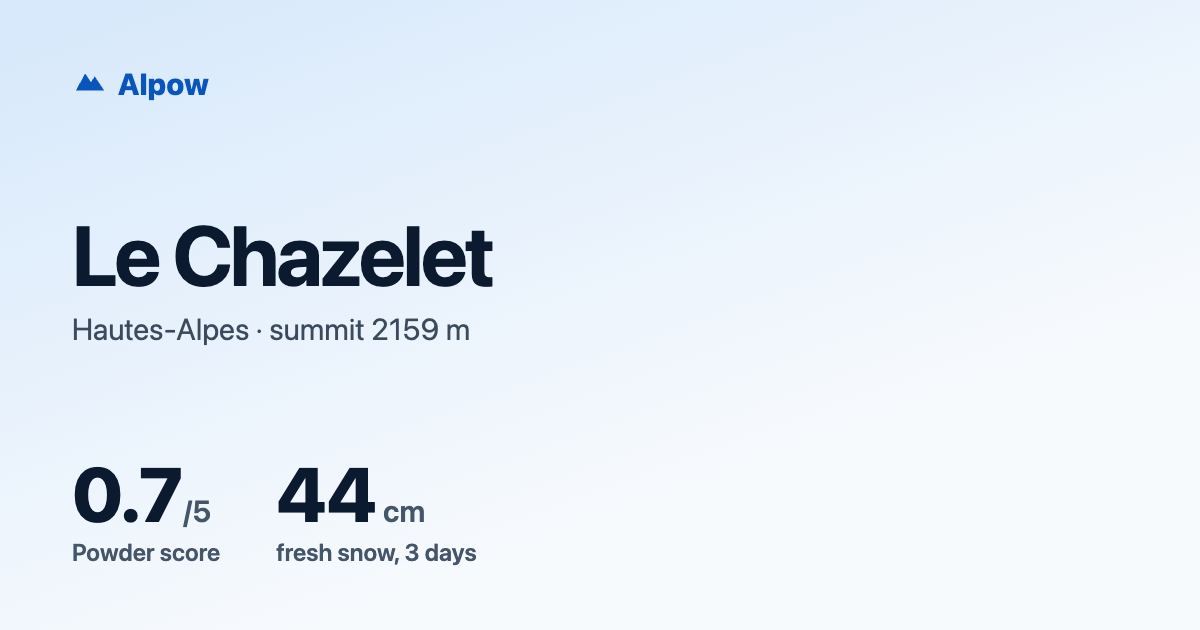 Alpow
Le Chazelet
Hautes-Alpes · summit 2159 m
0.7/5 44 cm
Powder score fresh snow, 3 days